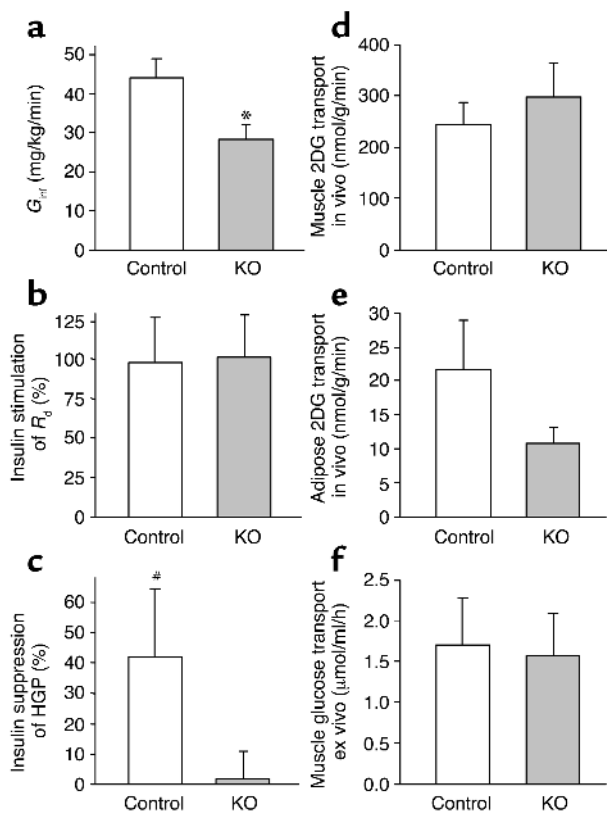 a
G_inf (mg/kg/min)
50
40
30
20
10
0
*
Control
KO
b
Insulin stimulation
of R_d (%)
125
100
75
50
25
0
Control
KO
c
Insulin suppression
of HGP (%)
60
50
40
30
20
10
0
#
Control
KO
d
Muscle 2DG transport
in vivo (nmol/g/min)
400
300
200
100
0
Control
KO
e
Adipose 2DG transport
in vivo (nmol/g/min)
30
25
20
15
10
5
0
Control
KO
f
Muscle glucose transport
ex vivo (μmol/ml/h)
2.5
2.0
1.5
1.0
0.5
0.0
Control
KO